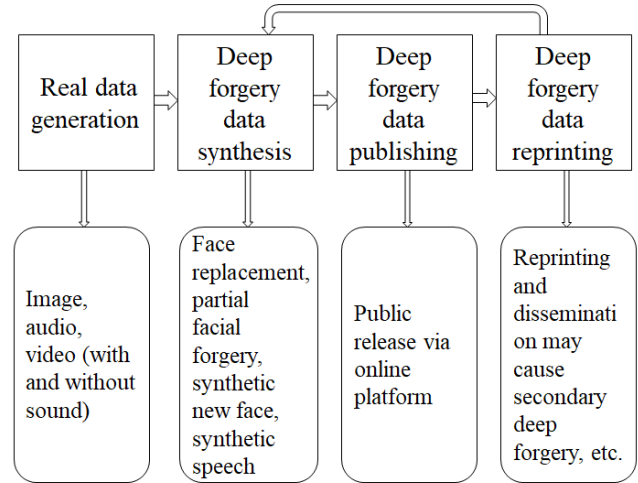 Real data
generation
Deep
forgery
data
synthesis
Deep
forgery
data
publishing
Deep
forgery
data
reprinting
Image,
audio,
video (with
and without
sound)
Face
replacement,
partial
facial
forgery,
synthetic
new face,
synthetic
speech
Public
release via
online
platform
Reprinting
and
disseminati
on may
cause
secondary
deep
forgery, etc.